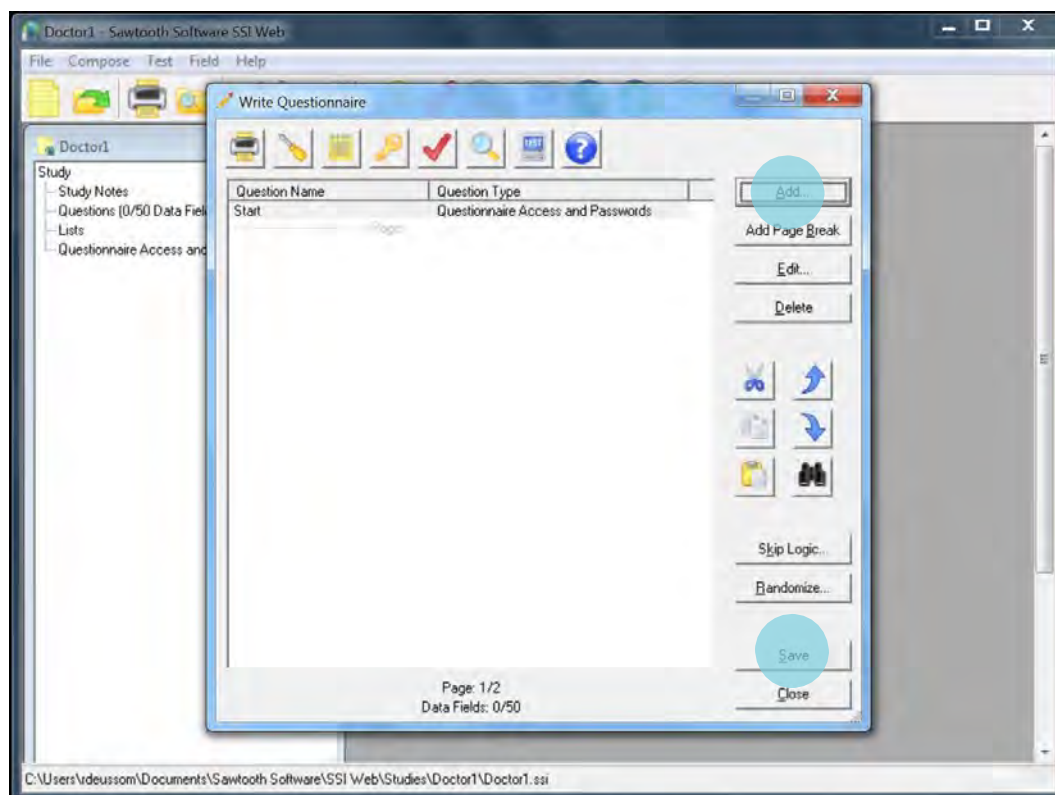 Doctor1 - Sawtooth Software SSI Web
File Compose Test Field Help
Write Questionnaire
Doctor1
Study
Study Notes
Questions [0/50 Data Fiel
Lists
Questionnaire Access and
TEST
Question Name Question Type
Start Questionnaire Access and Passwords
Page
Add...
Add Page Break
Edit...
Delete
Skip Logic...
Randomize...
Save
Close
Page: 1/2
Data Fields: 0/50
C:\Users\rdeussom\Documents\Sawtooth Software\SSI Web\Studies\Doctor1\Doctor1.ssi